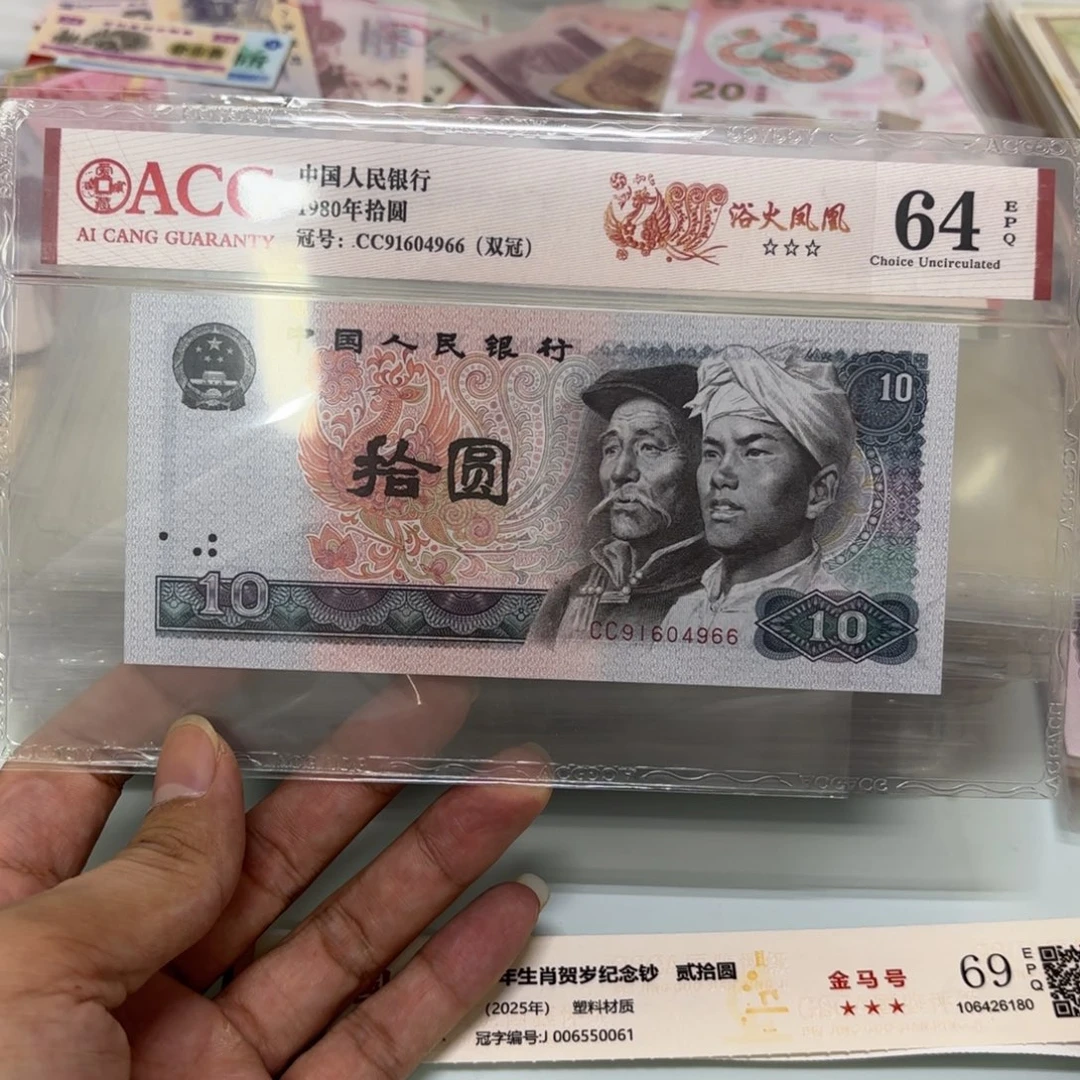 20
ACG
AI CANG GUARANTY
中国人民银行
1980年拾圆
冠号：CC91604966（双冠）
浴火凤凰
☆☆☆
64
EPQ
Choice Uncirculated
中国人民银行
10
拾圆
10
CC91604966
10
年生肖贺岁纪念钞 贰拾圆
(2025年) 塑料材质
冠字编号:J 006550061
金马号
★★★
69
EPQ
106426180